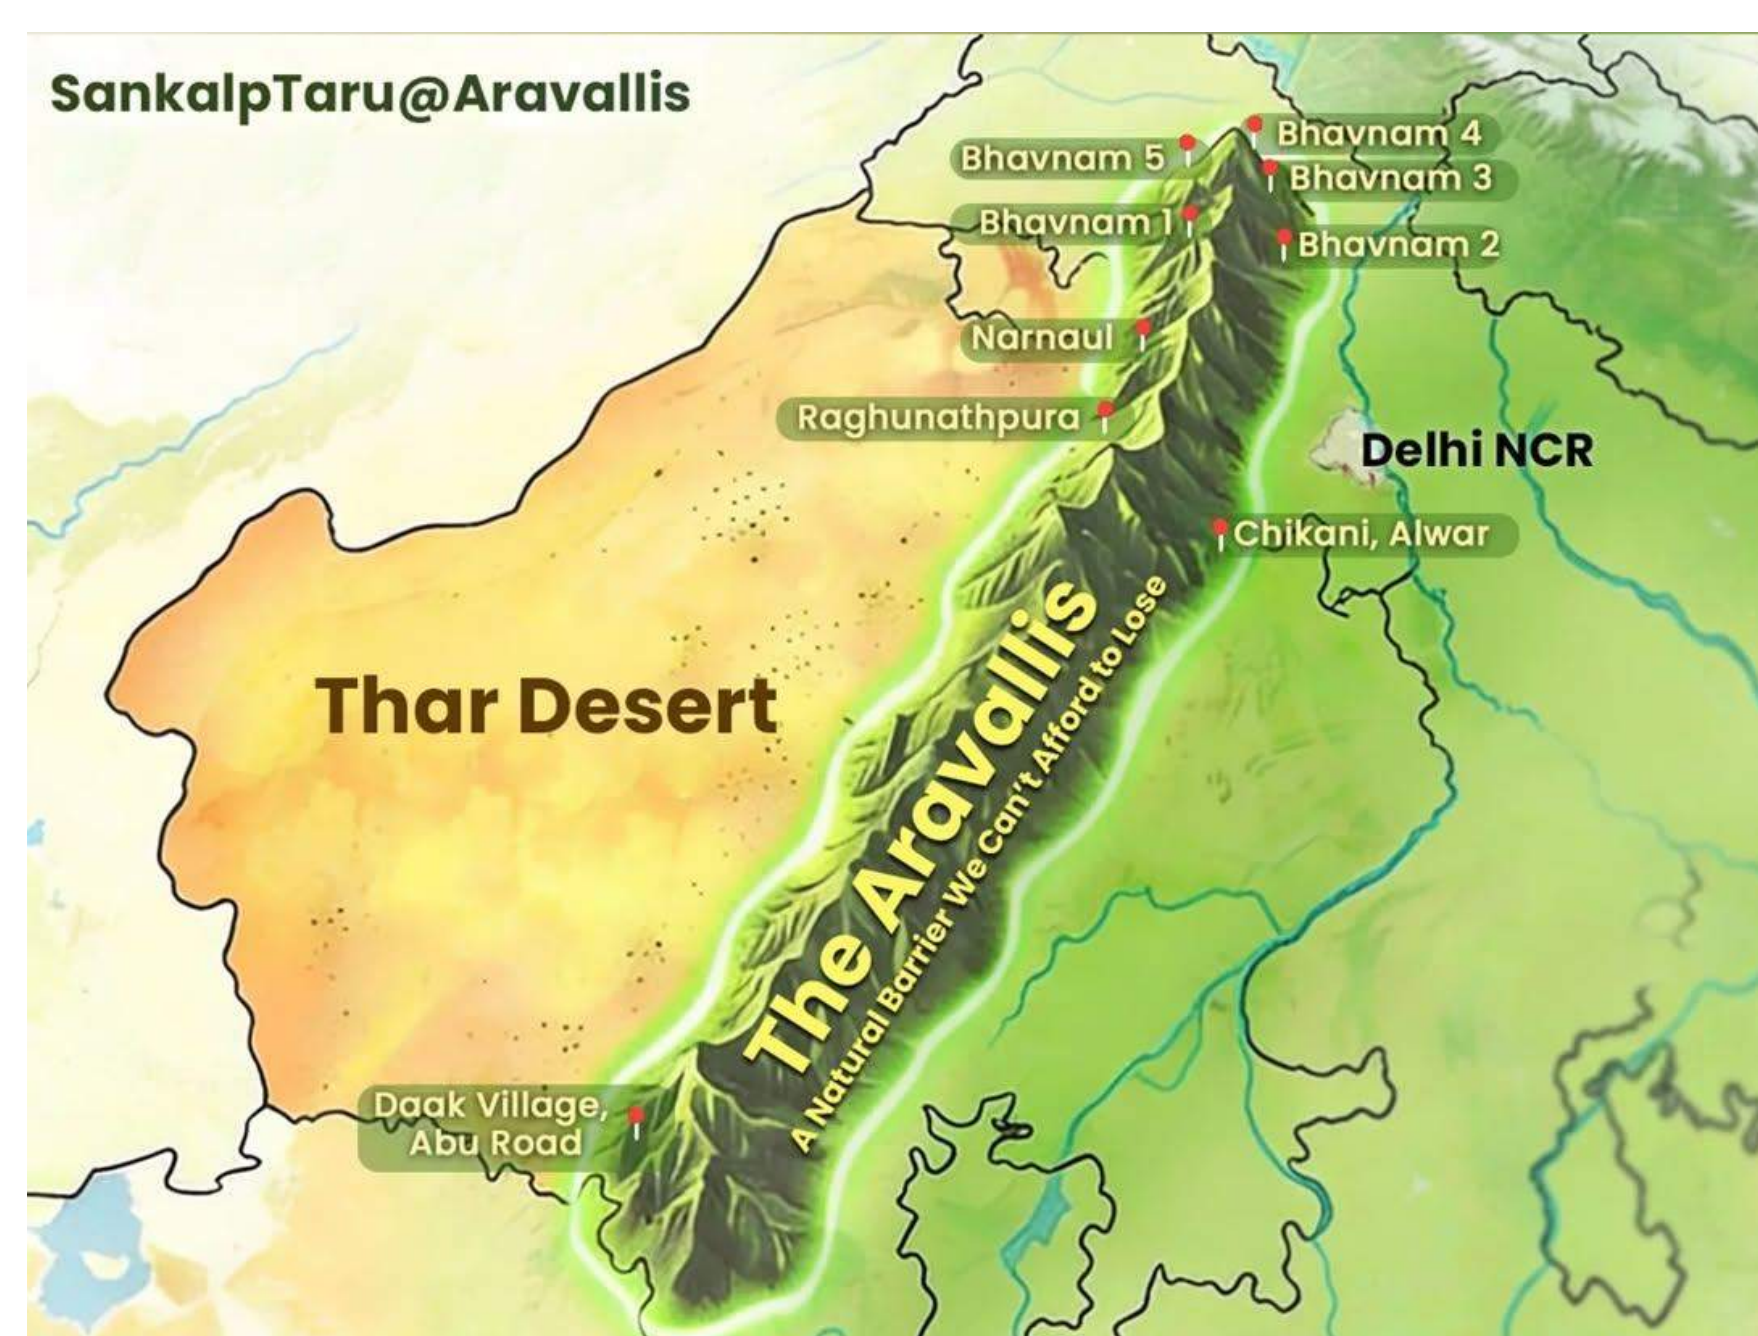 SankalpTaru@Aravallis
Bhavnam 4
Bhavnam 5
Bhavnam 3
Bhavnam 1
Bhavnam 2
Narnaul
Raghunathpura
Delhi NCR
Chikani, Alwar
Thar Desert
The Aravallis
A Natural Barrier We Can't Afford to Lose
Daak Village,
Abu Road